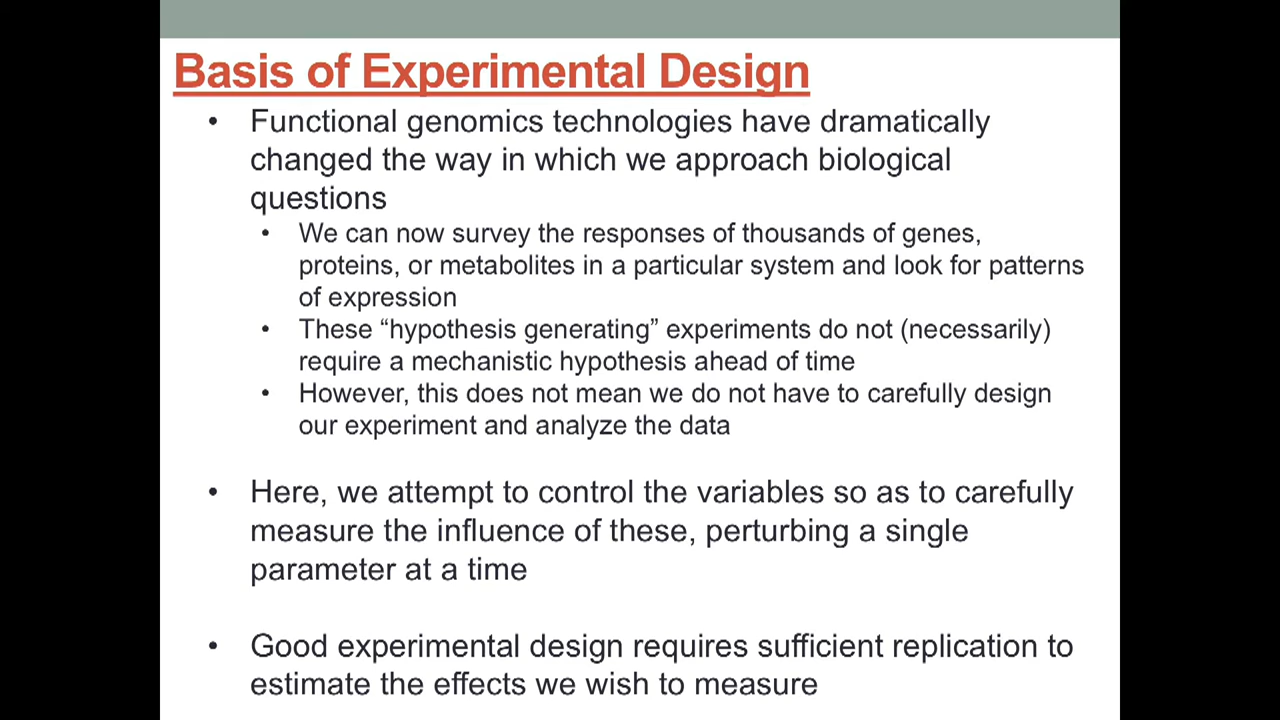 Basis of Experimental Design
• Functional genomics technologies have dramatically
changed the way in which we approach biological
questions
• We can now survey the responses of thousands of genes,
proteins, or metabolites in a particular system and look for patterns
of expression
• These “hypothesis generating” experiments do not (necessarily)
require a mechanistic hypothesis ahead of time
• However, this does not mean we do not have to carefully design
our experiment and analyze the data
• Here, we attempt to control the variables so as to carefully
measure the influence of these, perturbing a single
parameter at a time
• Good experimental design requires sufficient replication to
estimate the effects we wish to measure